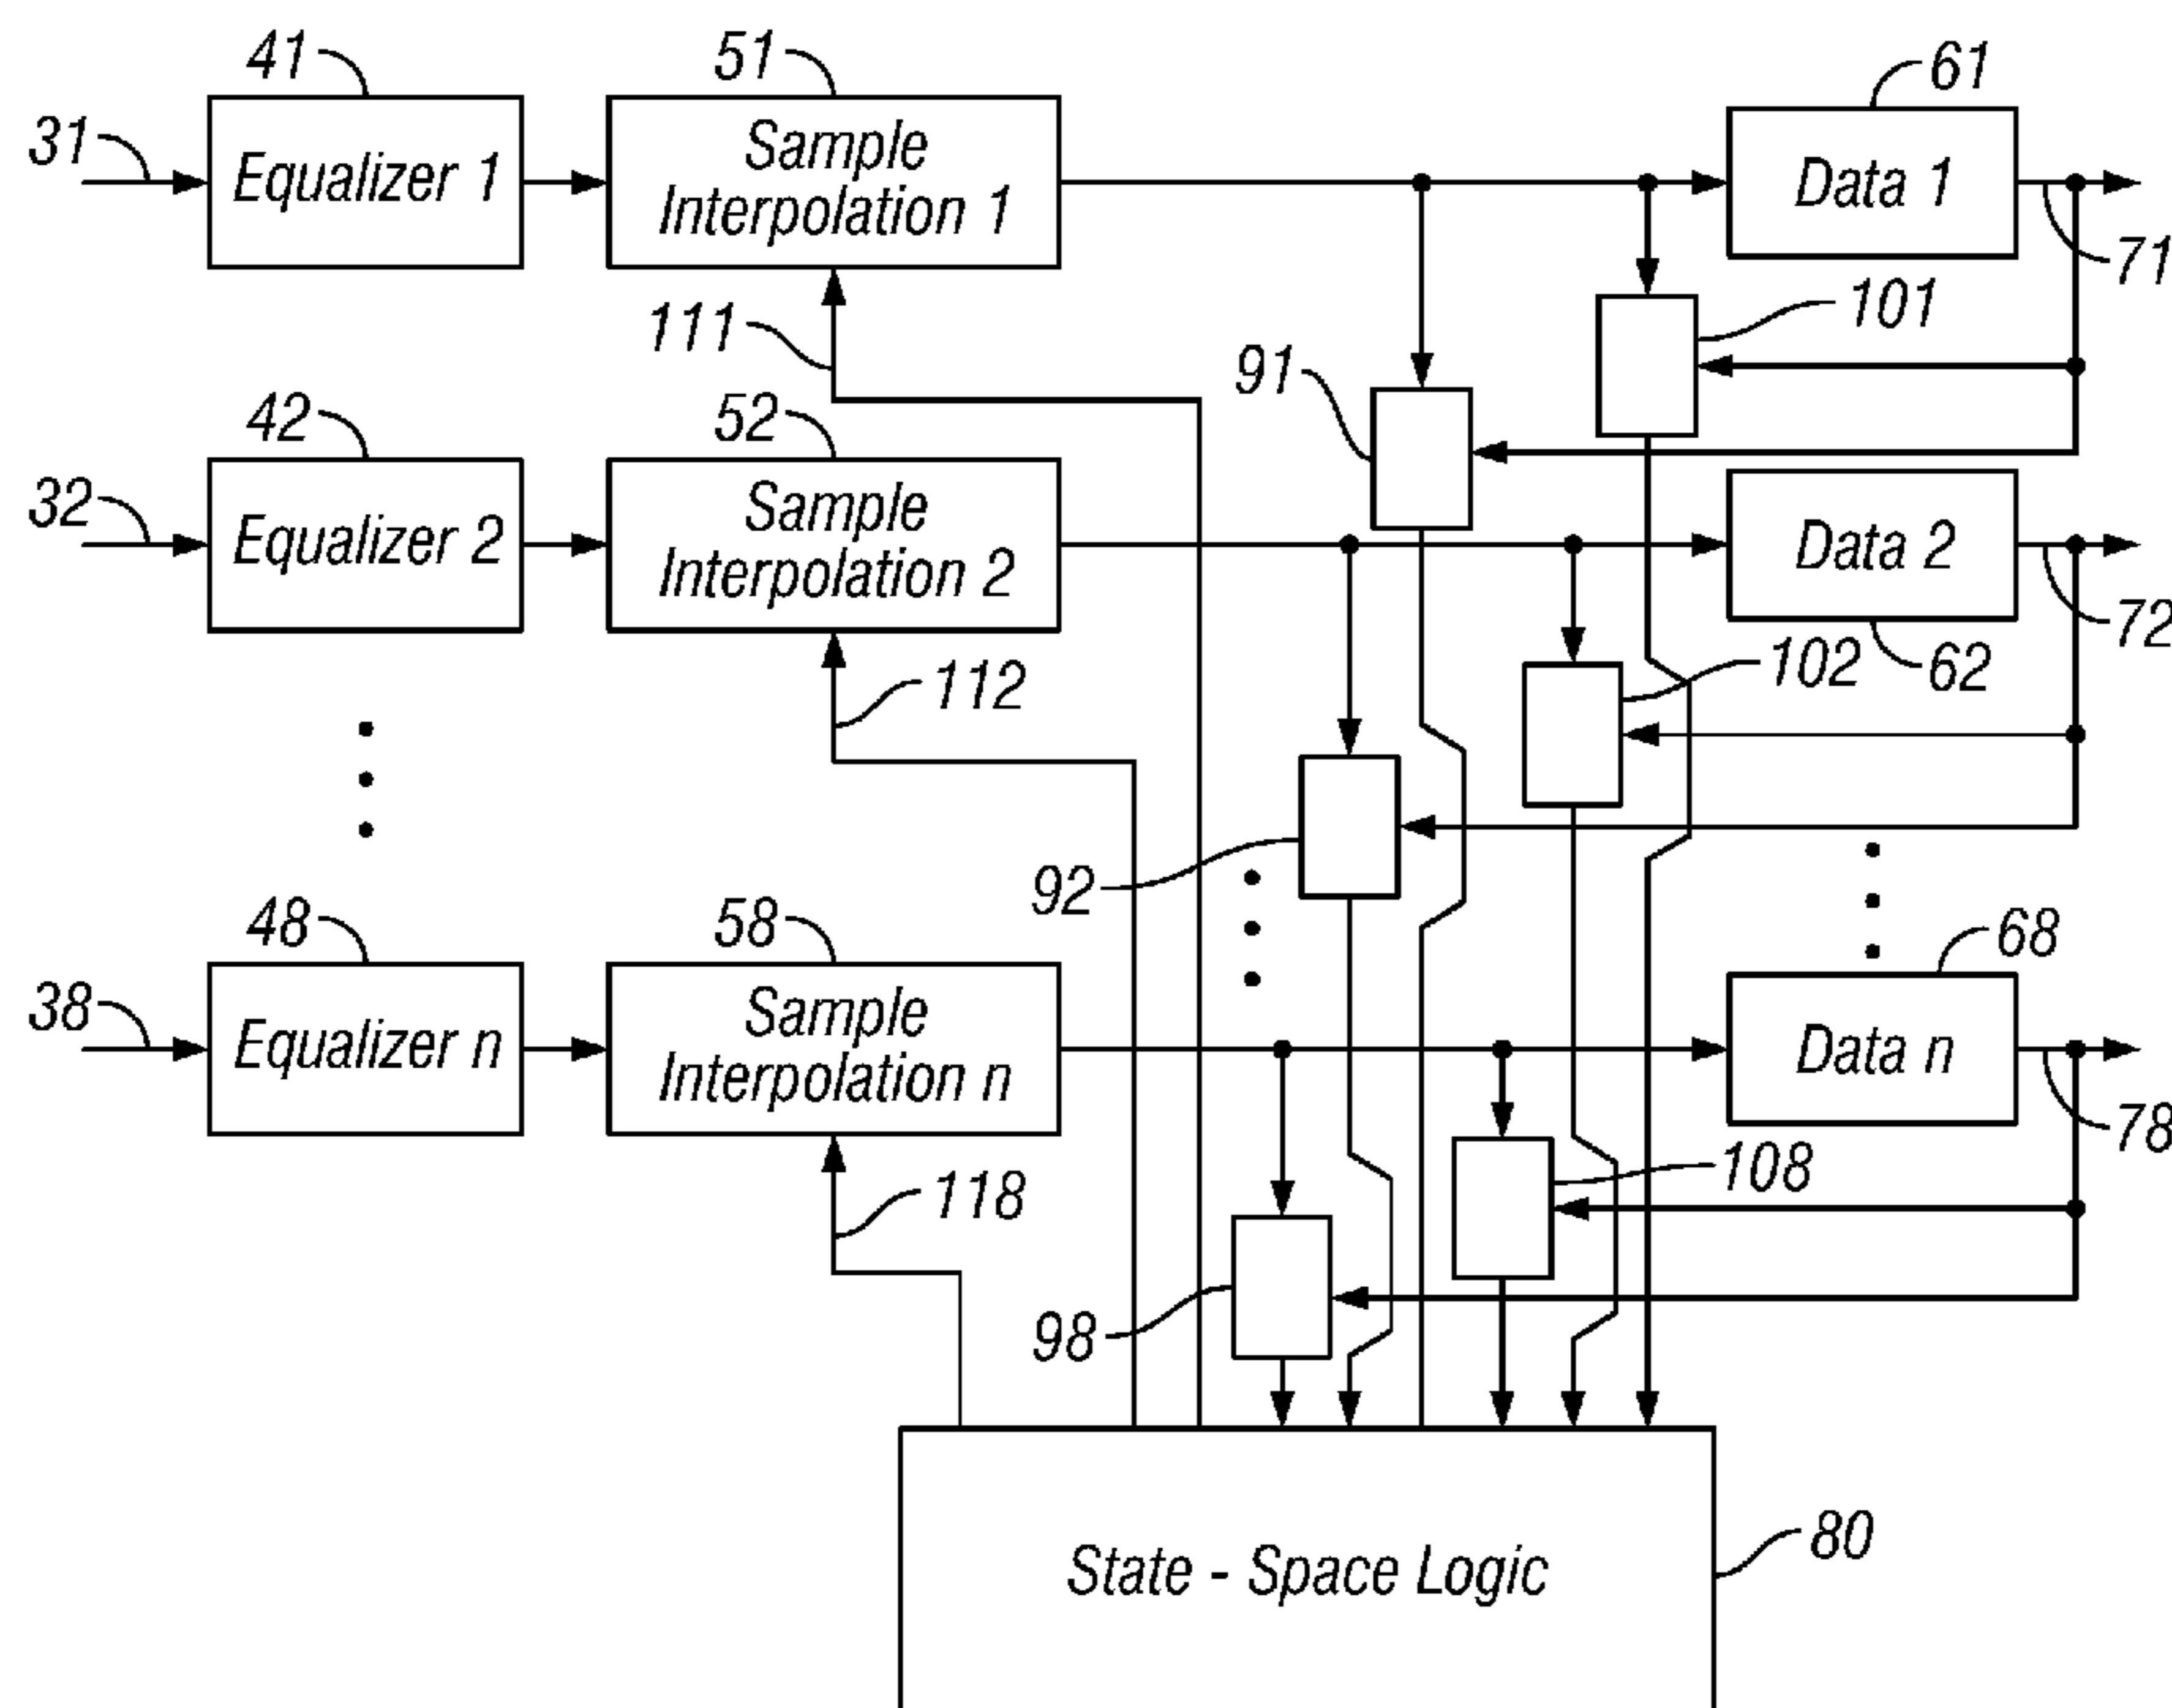 41
51
61
31
Equalizer 1
Sample
Interpolation 1
Data 1
71
111
101
91
42
52
32
Equalizer 2
Sample
Interpolation 2
Data 2
72
112
102
62
92
48
58
68
38
Equalizer n
Sample
Interpolation n
Data n
78
118
108
98
State - Space Logic
80